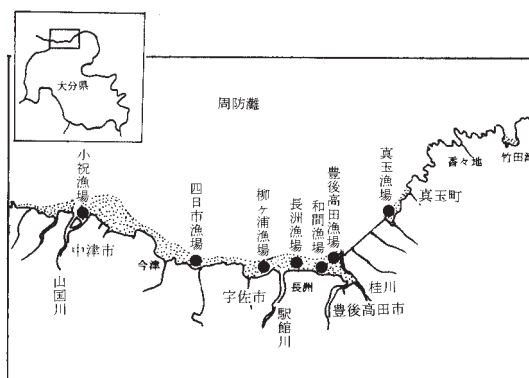 大分県
周防灘
小祝漁場
中津市
山国川
今津
四日市漁場
宇佐市
柳ヶ浦漁場
駅館川
長洲漁場
長洲
和間漁場
豊後高田漁場
豊後高田市
桂川
真玉漁場
真玉町
香々地